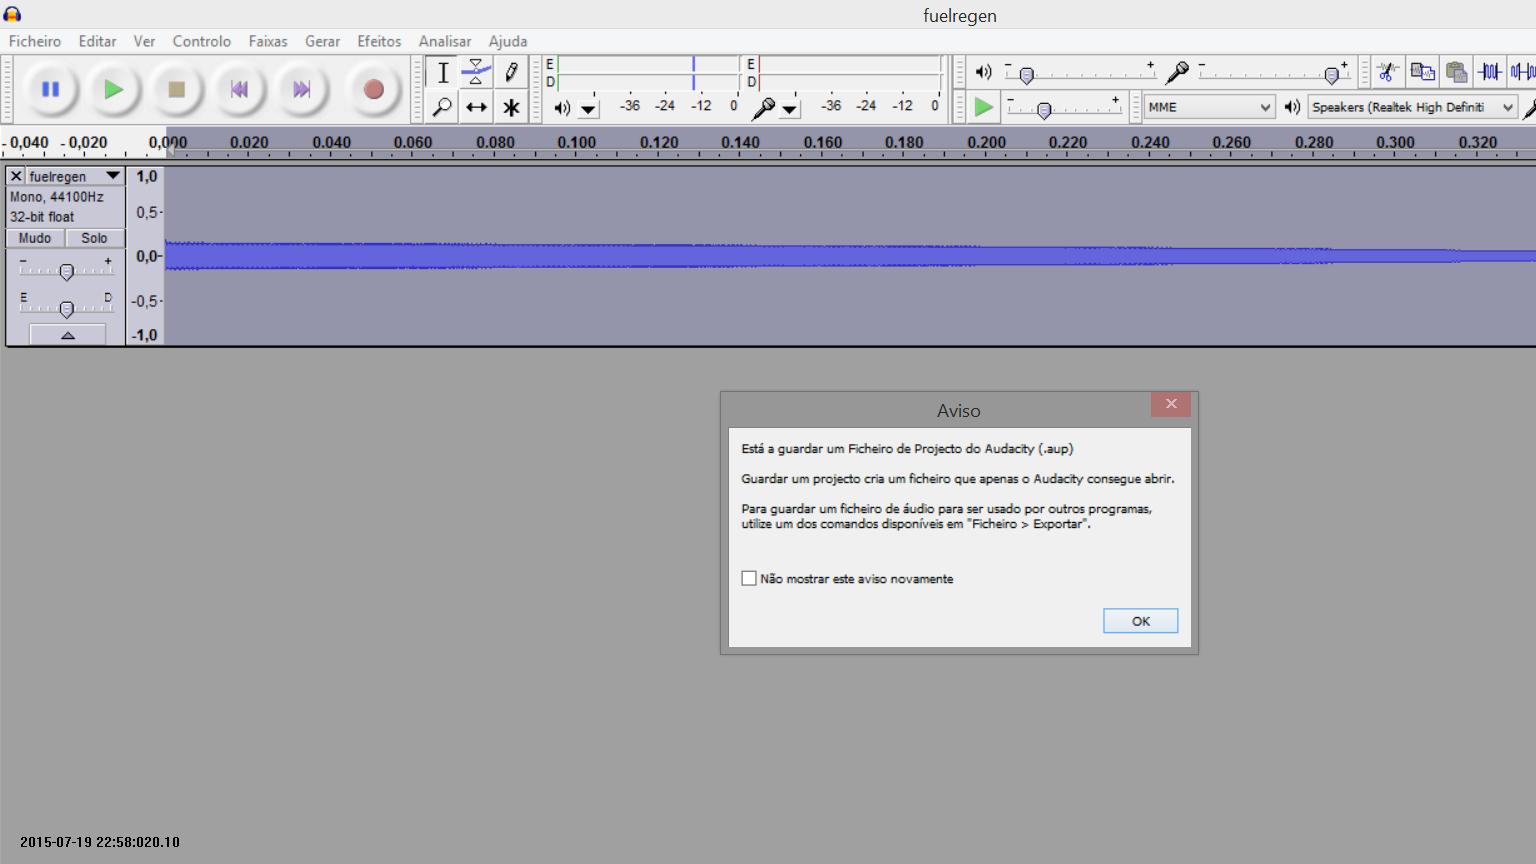 fuelregen
Ficheiro Editar Ver Controlo Faixas Gerar Efeitos Analisar Ajuda
E
D
-36 -24 -12 0
E
D
-36 -24 -12 0
- +
- +
- +
MME
Speakers (Realtek High Definiti
- 0,040 - 0,020 0,000 0.020 0.040 0.060 0.080 0.100 0.120 0.140 0.160 0.180 0.200 0.220 0.240 0.260 0.280 0.300 0.320
fuelregen
Mono, 44100Hz
32-bit float
Mudo Solo
- +
E D
1,0
0,5-
0,0-
-0,5-
-1,0
Aviso
Está a guardar um Ficheiro de Projecto do Audacity (.aup)
Guardar um projecto cria um ficheiro que apenas o Audacity consegue abrir.
Para guardar um ficheiro de áudio para ser usado por outros programas,
utilize um dos comandos disponíveis em "Ficheiro > Exportar".
Não mostrar este aviso novamente
OK
2015-07-19 22:58:020.10